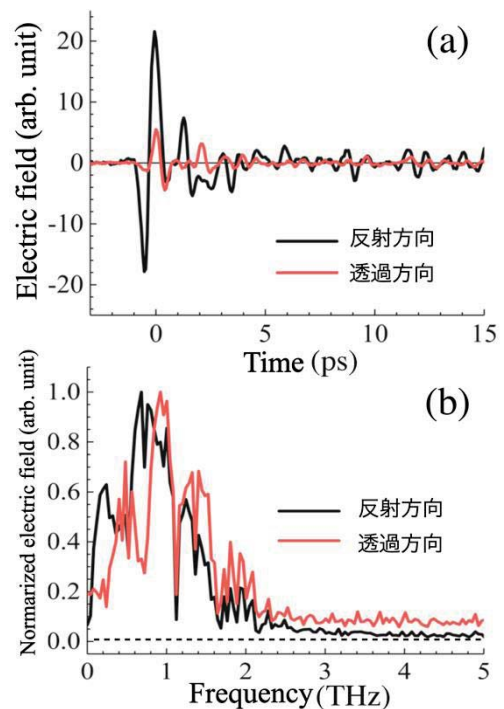 (a)
Electric field (arb. unit)
20
10
0
-10
-20
反射方向
透過方向
0
5
10
15
Time (ps)
(b)
Normarized electric field (arb. unit)
1.0
0.8
0.6
0.4
0.2
0.0
反射方向
透過方向
0
1
2
3
4
5
Frequency (THz)